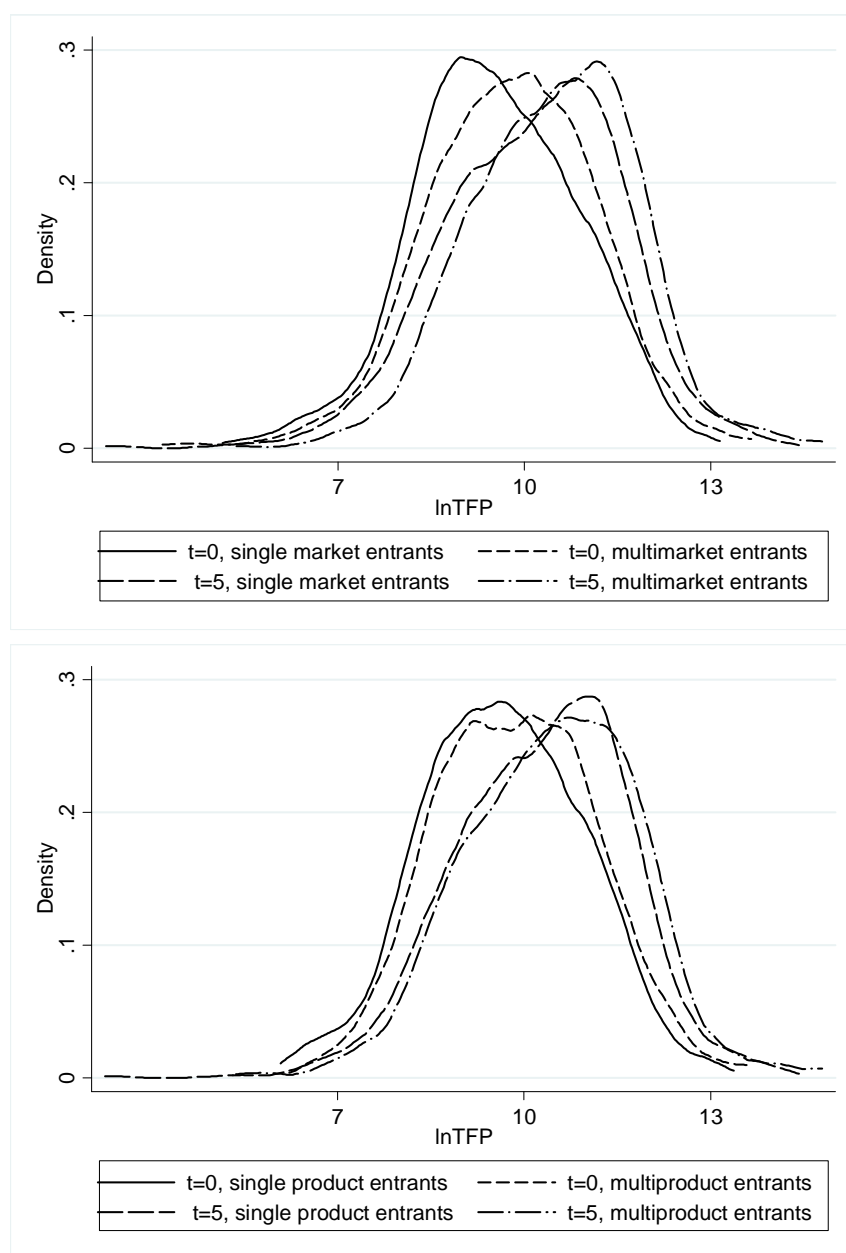 .3
.2
.1
0
Density
7 10 13
lnTFP
t=0, single market entrants t=0, multimarket entrants
t=5, single market entrants t=5, multimarket entrants
.3
.2
.1
0
Density
7 10 13
lnTFP
t=0, single product entrants t=0, multiproduct entrants
t=5, single product entrants t=5, multiproduct entrants